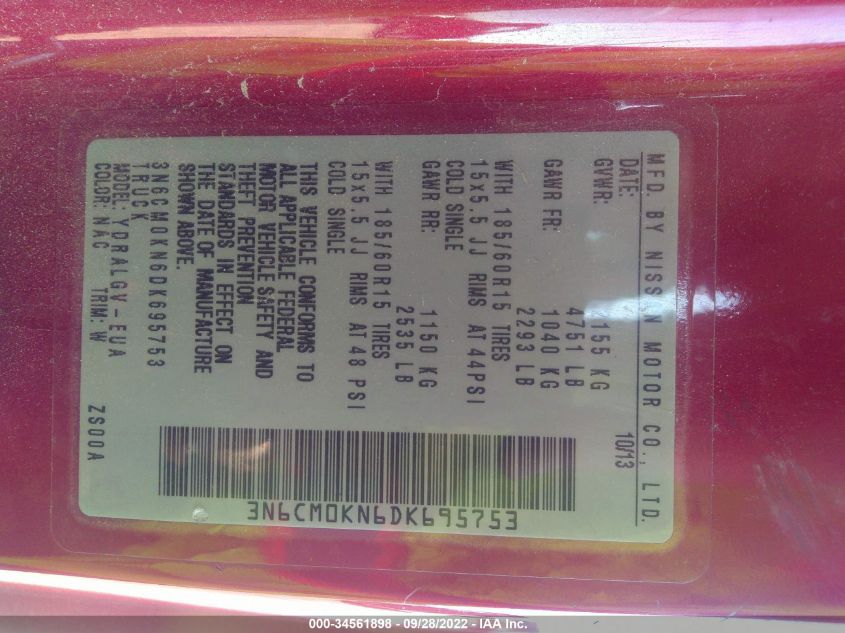 MFD. BY NISSAN MOTOR CO., LTD.
DATE: 10/13
GVWR: 2155 KG
4751 LB
GAWR FR: 1040 KG
2293 LB
WITH 185/60R15 TIRES
15x5.5 JJ RIMS AT 44PSI
COLD SINGLE
GAWR RR: 1150 KG
2535 LB
WITH 185/60R15 TIRES
15x5.5 JJ RIMS AT 48 PSI
COLD SINGLE
THIS VEHICLE CONFORMS TO
ALL APPLICABLE FEDERAL
MOTOR VEHICLE SAFETY AND
THEFT PREVENTION
STANDARDS IN EFFECT ON
THE DATE OF MANUFACTURE
SHOWN ABOVE.
3N6CM0KN6DK695753
TRUCK
MODEL: YDRALGV-EUA
COLOR: NAC TRIM: W ZS00A
3N6CM0KN6DK695753
000-34561898 - 09/28/2022 - IAA Inc.